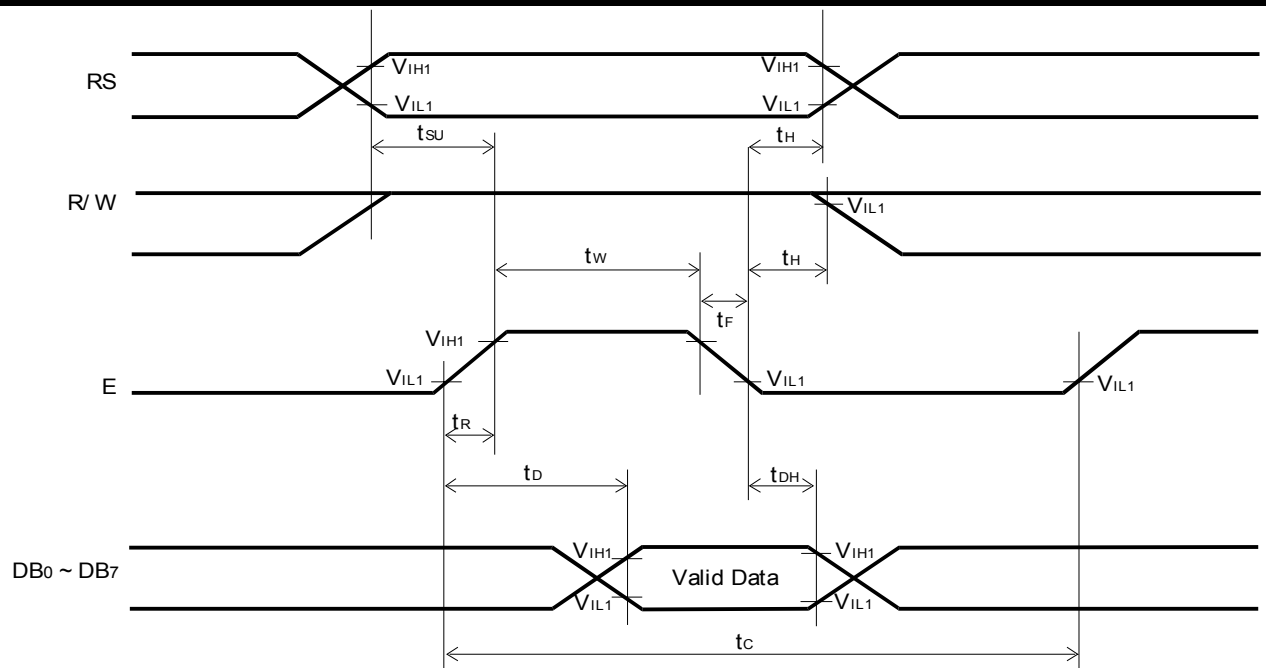 VIH1 VIH1
RS
VIL1 VIL1
tSU tH
R/ W VIL1
tW tH
tF
VIH1
E VIL1 VIL1 VIL1
tR
tD tDH
VIH1 VIH1
DB0 ~ DB7 Valid Data
VIL1 VIL1
tC